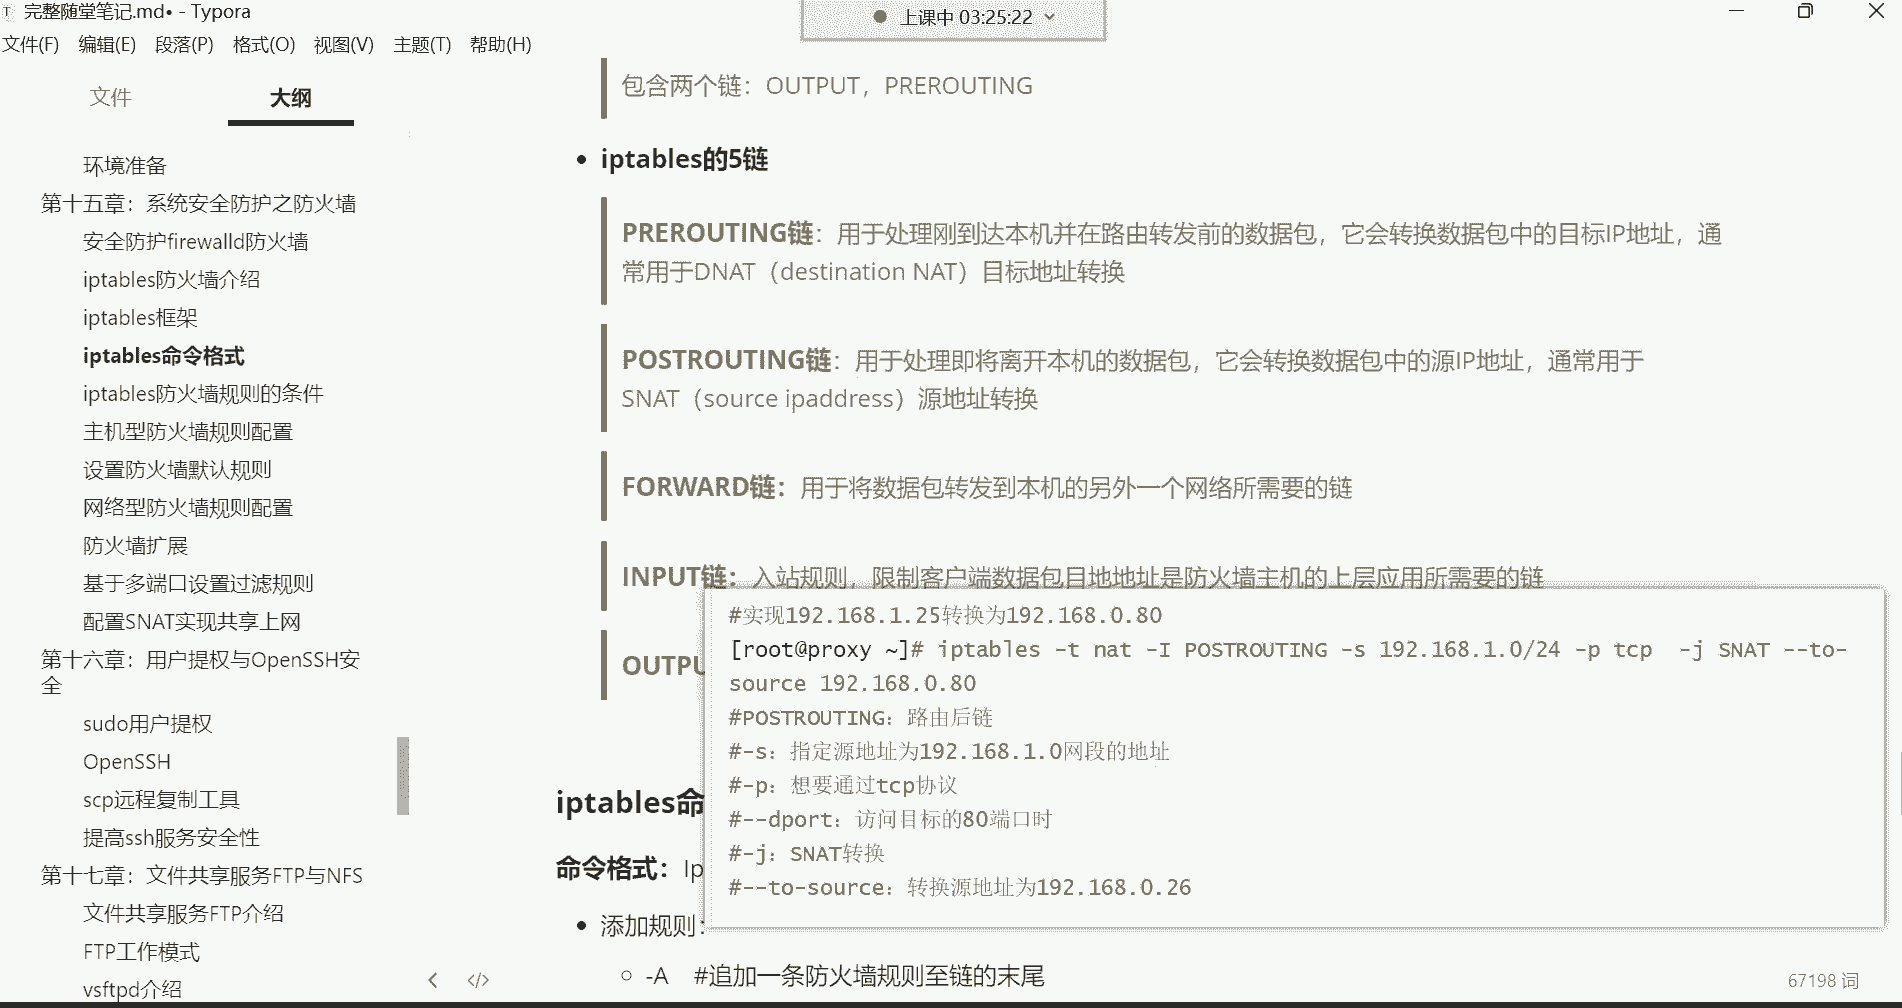 完整随堂笔记.md• - Typora
上课中 03:25:22
文件(F) 编辑(E) 段落(P) 格式(O) 视图(V) 主题(T) 帮助(H)
文件 大纲
环境准备
第十五章：系统安全防护之防火墙
安全防护firewalld防火墙
iptables防火墙介绍
iptables框架
iptables命令格式
iptables防火墙规则的条件
主机型防火墙规则配置
设置防火墙默认规则
网络型防火墙规则配置
防火墙扩展
基于多端口设置过滤规则
配置SNAT实现共享上网
第十六章：用户提权与OpenSSH安
全
sudo用户提权
OpenSSH
scp远程复制工具
提高ssh服务安全性
第十七章：文件共享服务FTP与NFS
文件共享服务FTP介绍
FTP工作模式
vsftpd介绍
包含两个链：OUTPUT，PREROUTING
iptables的5链
PREROUTING链：用于处理刚到达本机并在路由转发前的数据包，它会转换数据包中的目标IP地址，通
常用于DNAT（destination NAT）目标地址转换
POSTROUTING链：用于处理即将离开本机的数据包，它会转换数据包中的源IP地址，通常用于
SNAT（source ipaddress）源地址转换
FORWARD链：用于将数据包转发到本机的另外一个网络所需要的链
INPUT链：入站规则，限制客户端数据包目地地址是防火墙主机的上层应用所需要的链
OUTPU
iptables命
命令格式：Ip
添加规则：
-A #追加一条防火墙规则至链的末尾
#实现192.168.1.25转换为192.168.0.80
[root@proxy ~]# iptables -t nat -I POSTROUTING -s 192.168.1.0/24 -p tcp -j SNAT --to-
source 192.168.0.80
#POSTROUTING：路由后链
#-s：指定源地址为192.168.1.0网段的地址
#-p：想要通过tcp协议
#--dport：访问目标的80端口时
#-j：SNAT转换
#--to-source：转换源地址为192.168.0.26
67198 词